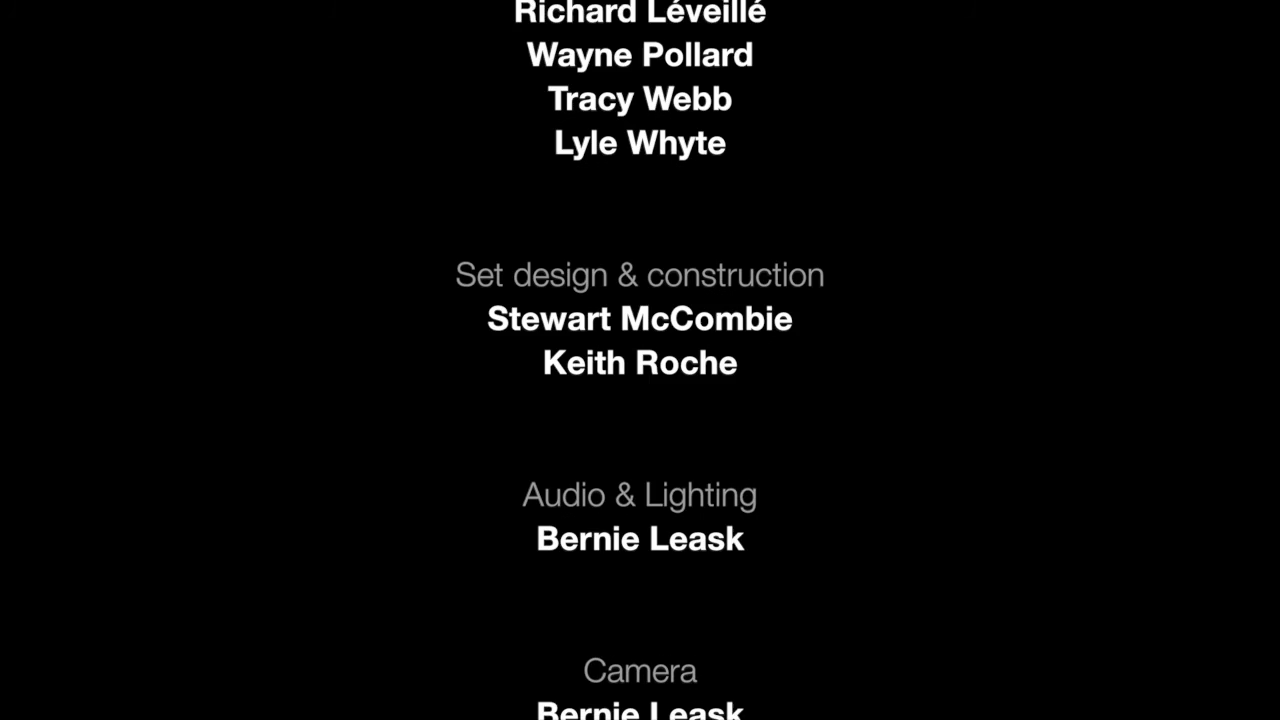 Richard Léveillé
Wayne Pollard
Tracy Webb
Lyle Whyte
Set design & construction
Stewart McCombie
Keith Roche
Audio & Lighting
Bernie Leask
Camera
Bernie Leask